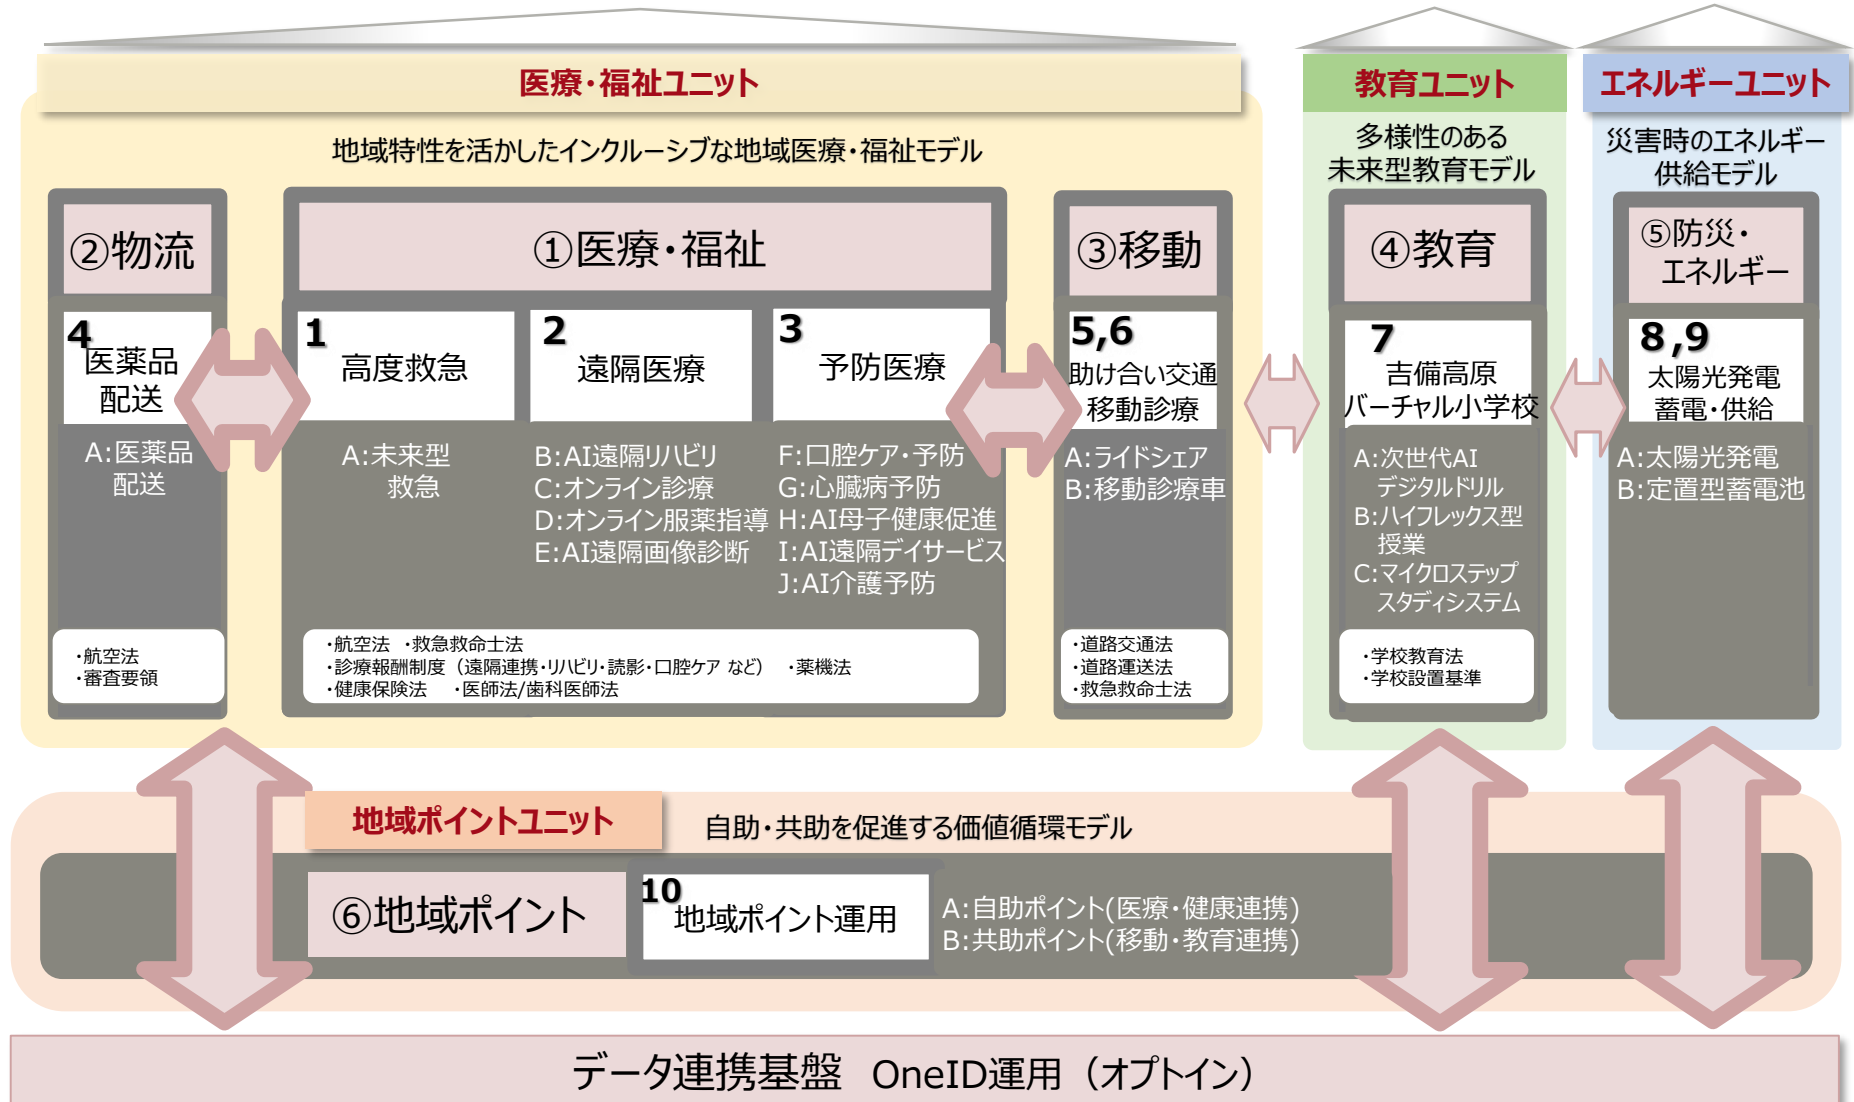 医療・福祉ユニット
地域特性を活かしたインクルーシブな地域医療・福祉モデル
②物流
4
医薬品
配送
A:医薬品
配送
・航空法
・審査要領
①医療・福祉
1
高度救急
A:未来型
救急
2
遠隔医療
B:AI遠隔リハビリ
C:オンライン診療
D:オンライン服薬指導
E:AI遠隔画像診断
3
予防医療
F:口腔ケア・予防
G:心臓病予防
H:AI母子健康促進
I:AI遠隔デイサービス
J:AI介護予防
・航空法 ・救急救命士法
・診療報酬制度（遠隔連携・リハビリ・読影・口腔ケア など） ・薬機法
・健康保険法 ・医師法/歯科医師法
③移動
5,6
助け合い交通
移動診療
A:ライドシェア
B:移動診療車
・道路交通法
・道路運送法
・救急救命士法
教育ユニット
多様性のある
未来型教育モデル
④教育
7
吉備高原
バーチャル小学校
A:次世代AI
デジタルドリル
B:ハイフレックス型
授業
C:マイクロステップ
スタディシステム
・学校教育法
・学校設置基準
エネルギーユニット
災害時のエネルギー
供給モデル
⑤防災・
エネルギー
8,9
太陽光発電
蓄電・供給
A:太陽光発電
B:定置型蓄電池
地域ポイントユニット
自助・共助を促進する価値循環モデル
⑥地域ポイント
10
地域ポイント運用
A:自助ポイント(医療・健康連携)
B:共助ポイント(移動・教育連携)
データ連携基盤 OneID運用（オプトイン）